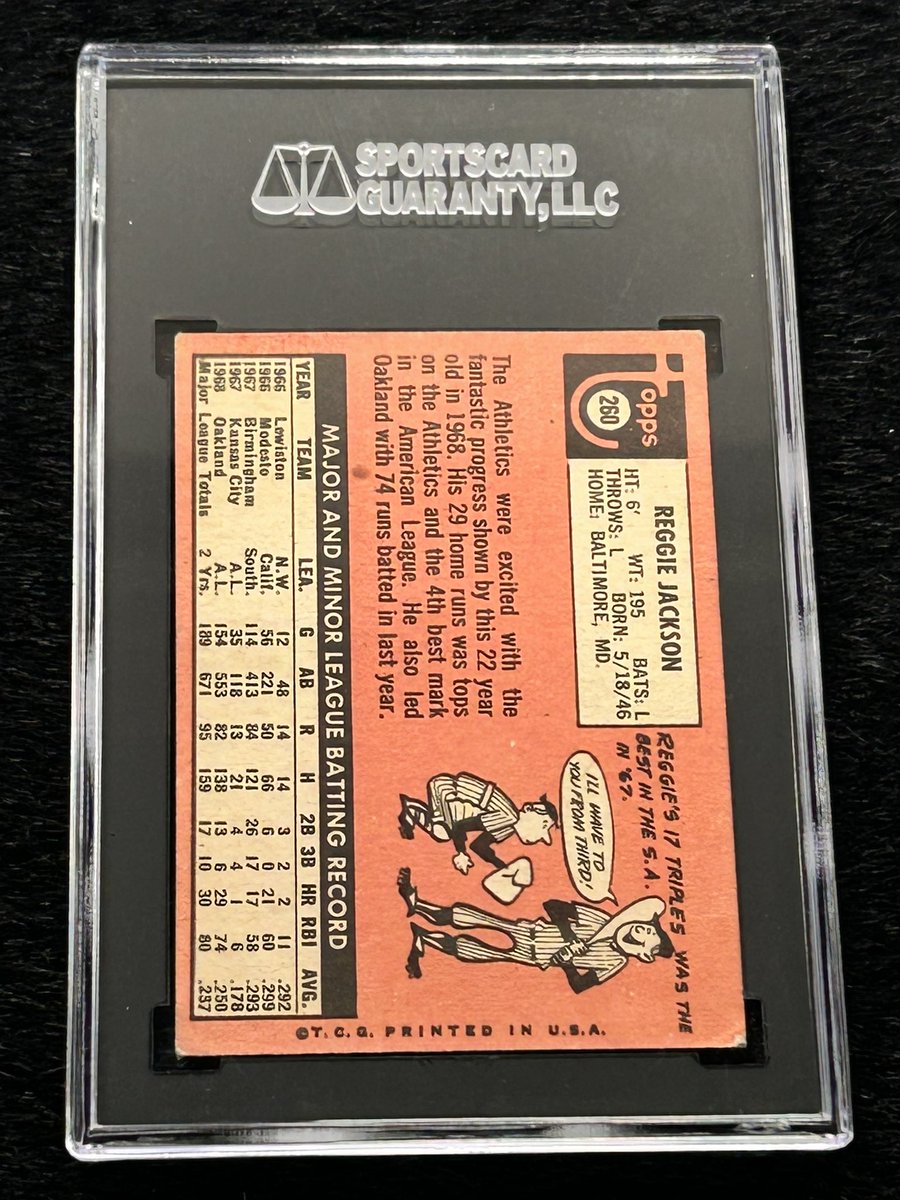 SPORTSCARD
GUARANTY, LLC
Topps
260
REGGIE JACKSON
HT: 6' WT: 195 BATS: L
THROWS: L BORN: 5/18/46
HOME: BALTIMORE, MD.
REGGIE'S 17 TRIPLES WAS THE
BEST IN THE S.A.
IN '67.
I'LL WAVE TO
YOU FROM THIRD!
The Athletics were excited with the
fantastic progress shown by this 22 year
old in 1968. His 29 home runs was tops
on the Athletics and the 4th best mark
in the American League. He also led
Oakland with 74 runs batted in last year.
MAJOR AND MINOR LEAGUE BATTING RECORD
YEAR TEAM LEA. G AB R H 2B 3B HR RBI AVG.
1966 Lewiston N.W. 12 48 14 14 3 2 2 11 .292
1966 Modesto Calif. 56 221 50 66 6 0 21 60 .299
1967 Birmingham South. 114 413 84 121 26 17 17 58 .293
1967 Kansas City A.L. 35 118 13 21 4 4 1 6 .178
1968 Oakland A.L. 154 553 82 138 13 6 29 74 .250
Major League Totals 2 Yrs. 189 671 95 159 17 10 30 80 .237
©T.C.G. PRINTED IN U.S.A.